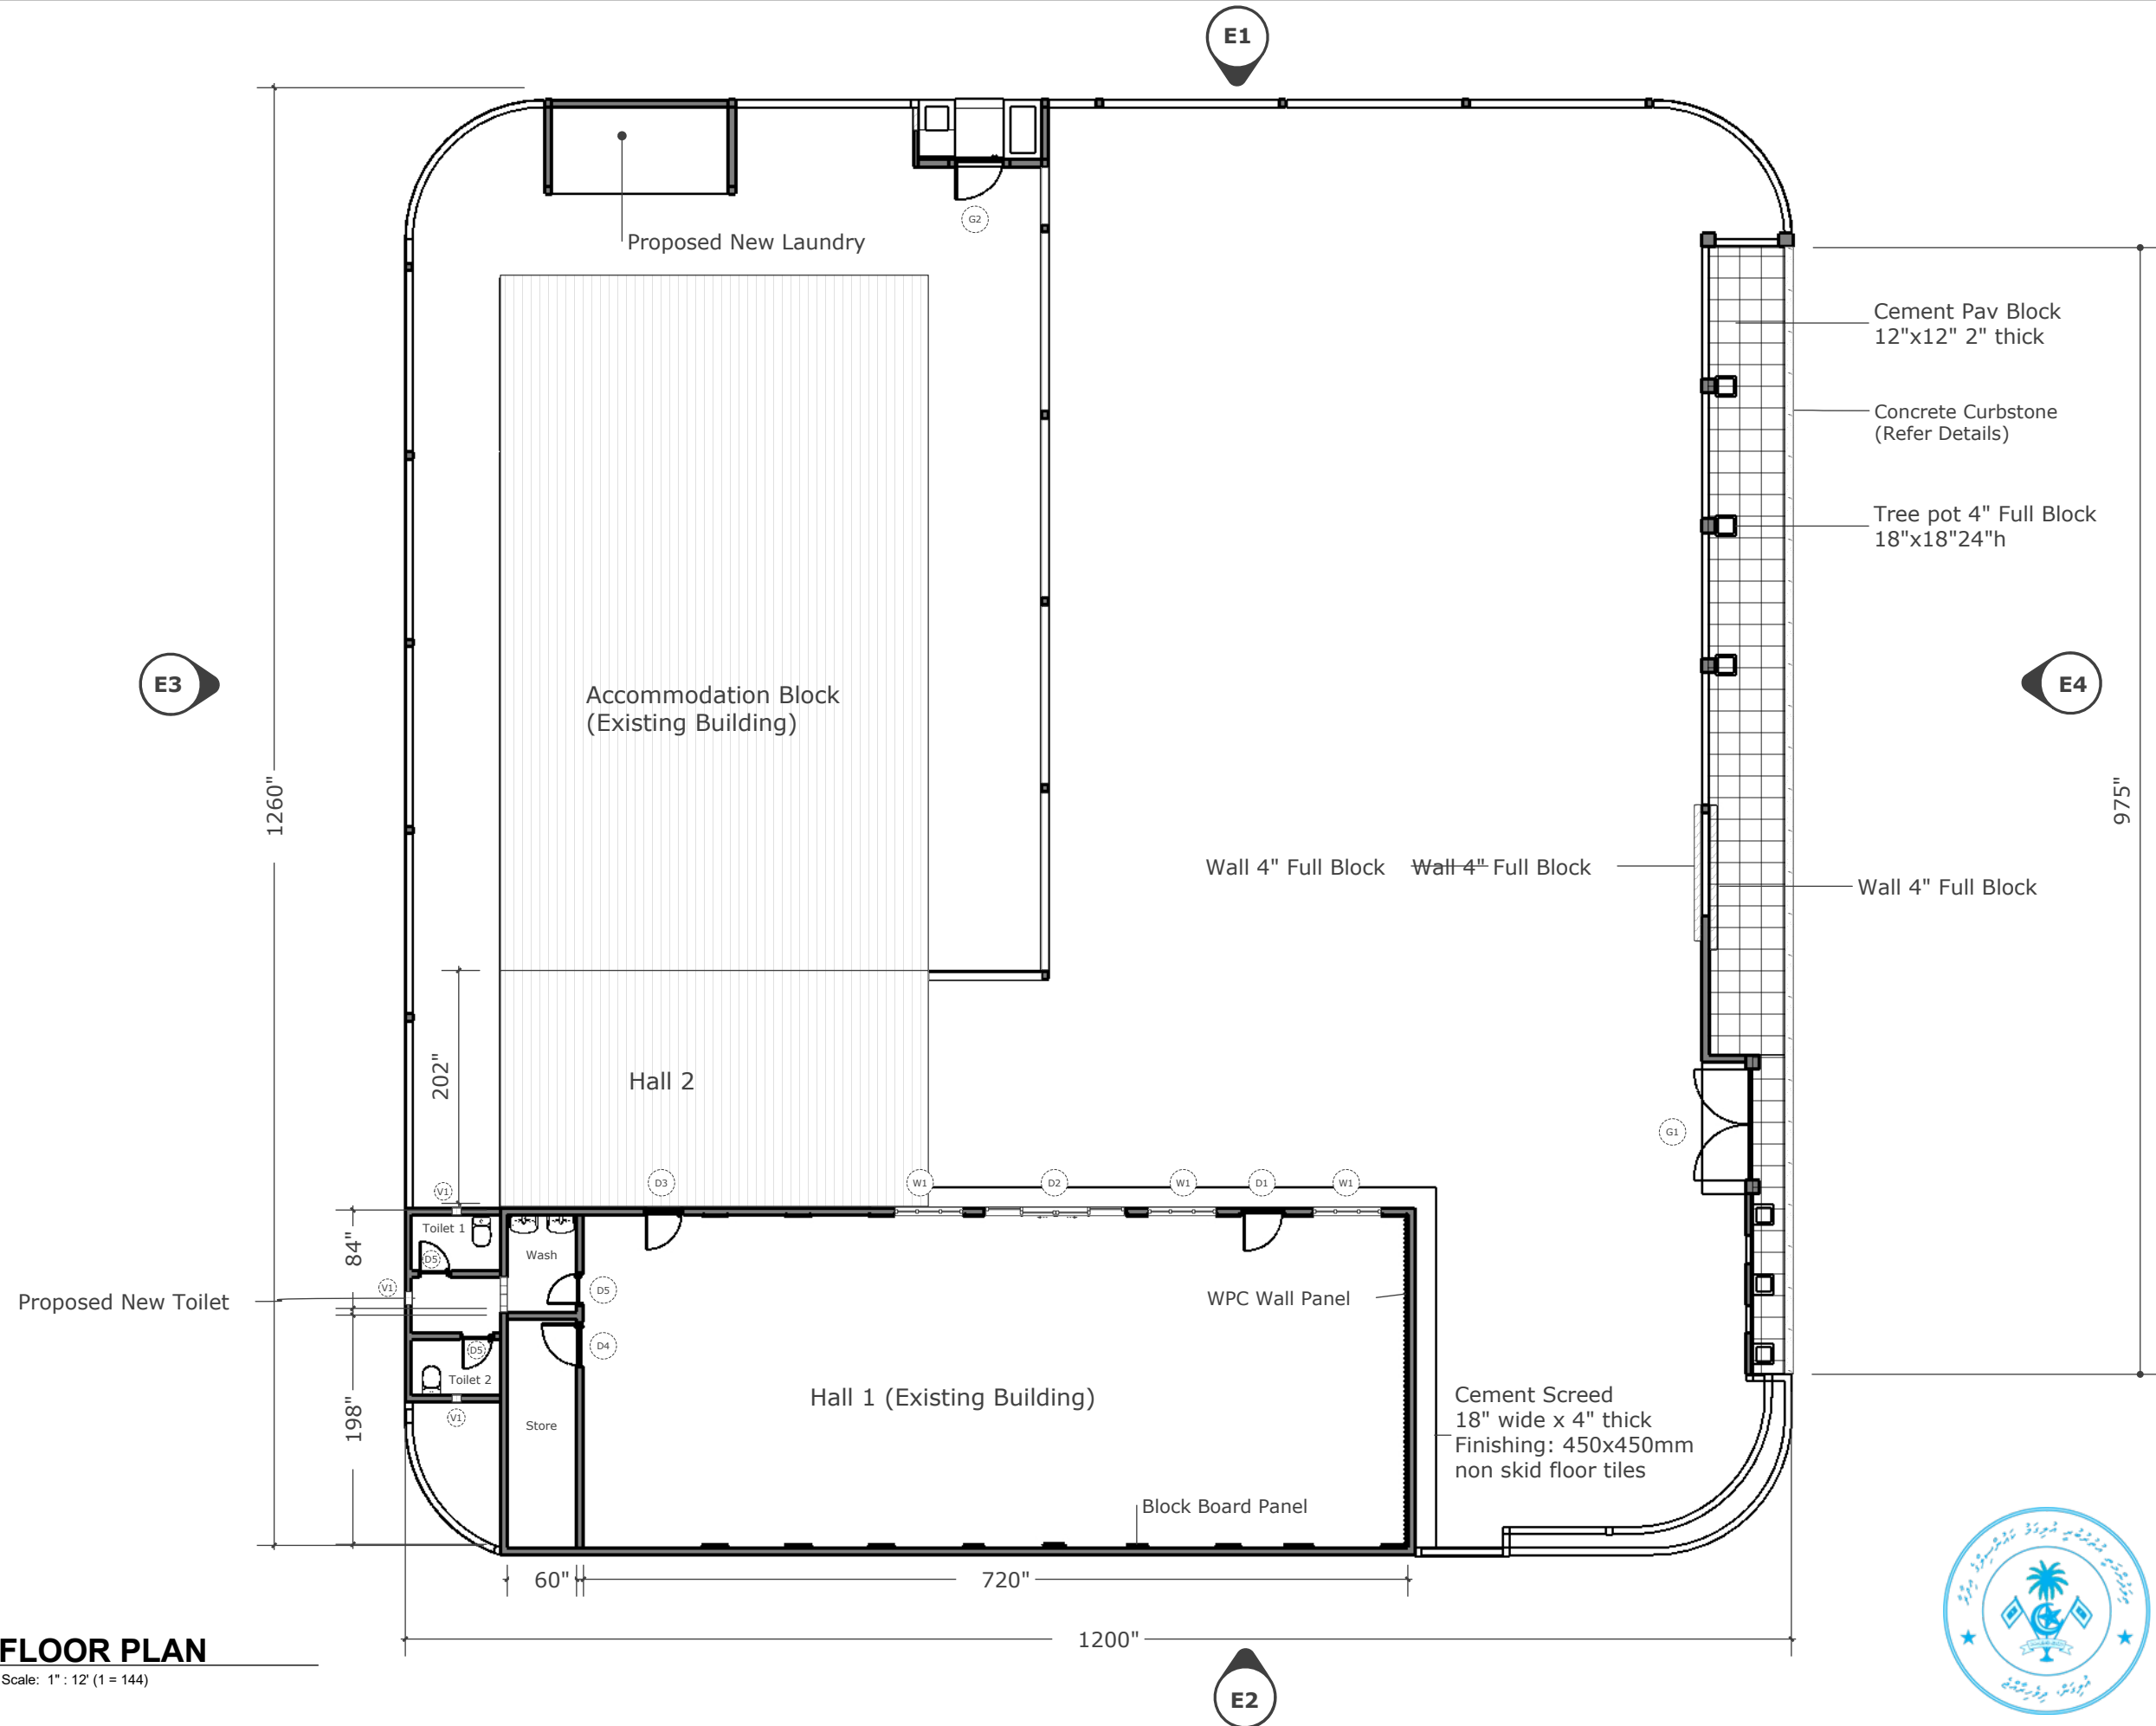 E1
G2
Proposed New Laundry
Cement Pav Block
12"x12" 2" thick
Concrete Curbstone
(Refer Details)
Tree pot 4" Full Block
18"x18"24"h
E3
Accommodation Block
(Existing Building)
E4
1260"
975"
Wall 4" Full Block
Wall 4" Full Block
Wall 4" Full Block
202"
Hall 2
G1
V1
D3
W1
D2
W1
D1
W1
Toilet 1
84"
Wash
D5
V1
D5
Proposed New Toilet
WPC Wall Panel
D4
D5
Toilet 2
Hall 1 (Existing Building)
Cement Screed
18" wide x 4" thick
Finishing: 450x450mm
non skid floor tiles
198"
V1
Store
Block Board Panel
60"
720"
1200"
FLOOR PLAN
Scale: 1" : 12' (1 = 144)
E2